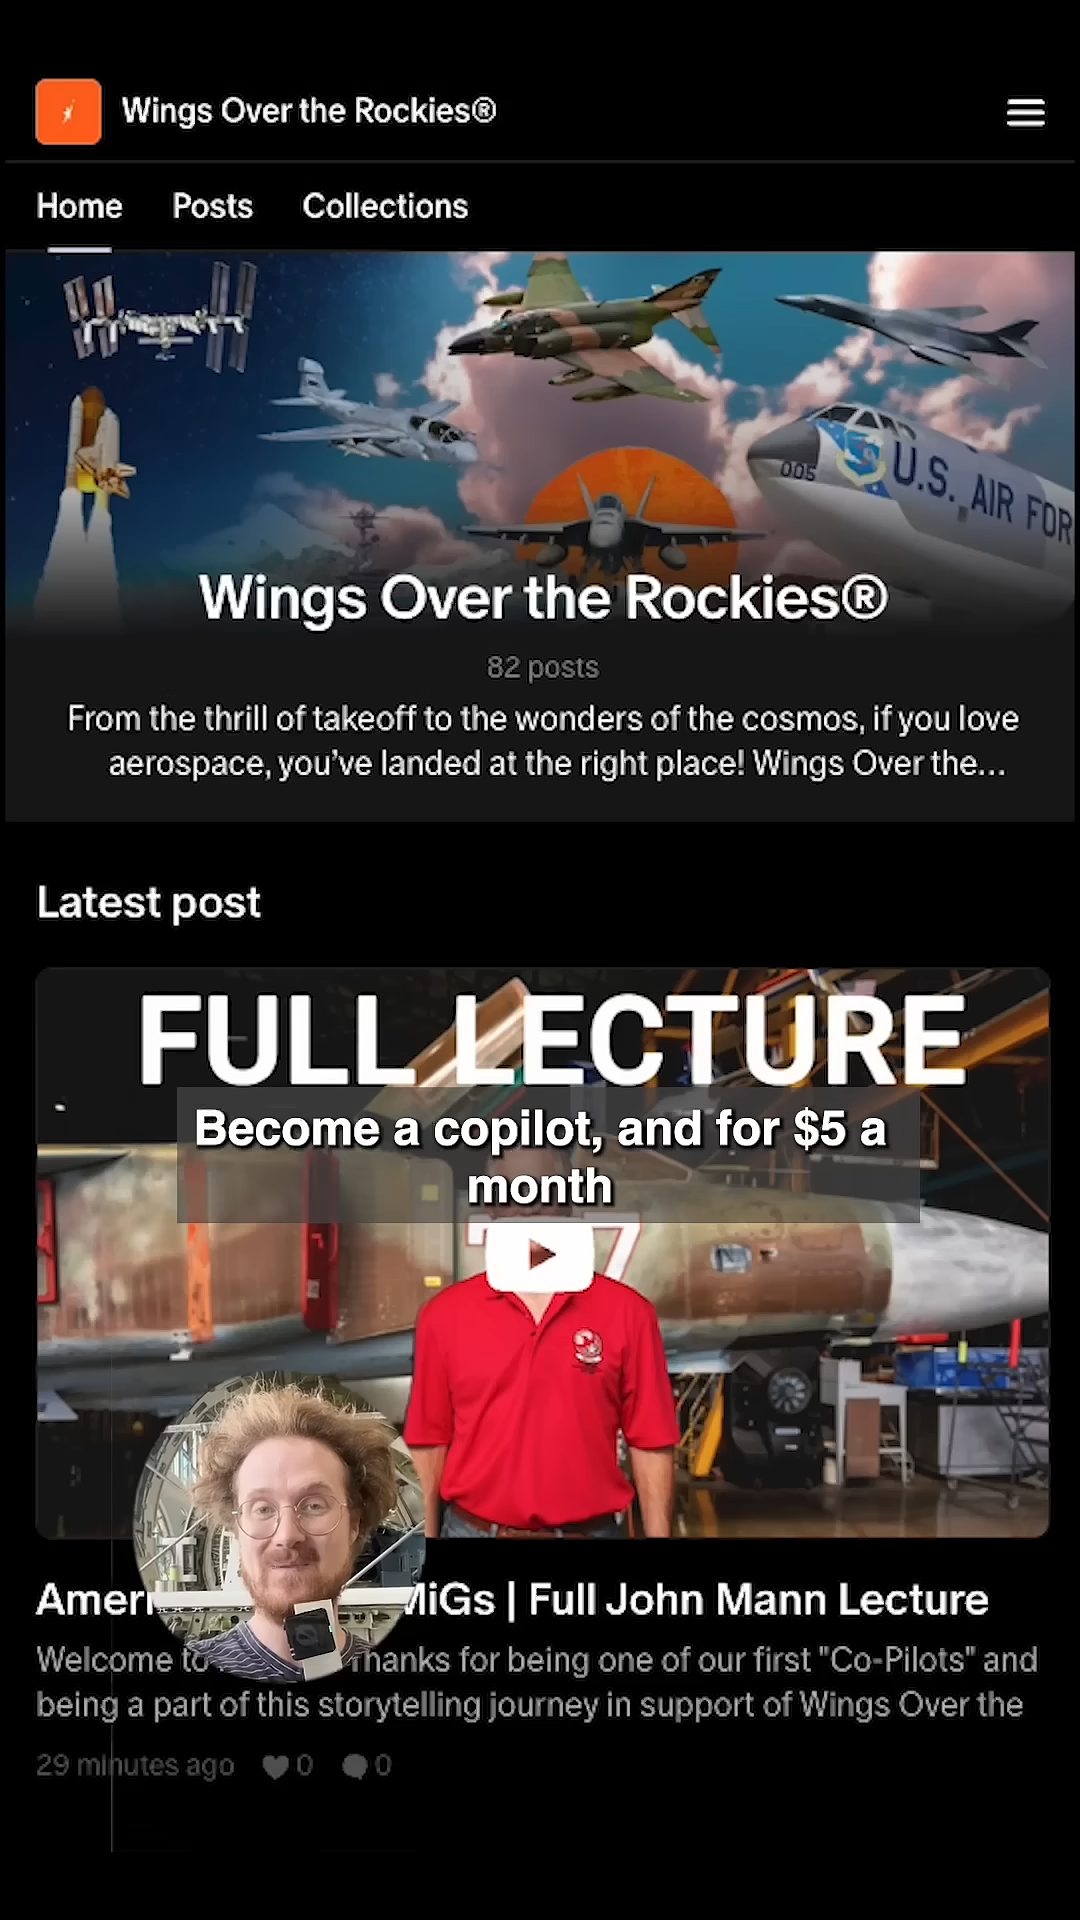 Wings Over the Rockies®
Home Posts Collections
005
U.S. AIR FOR
Wings Over the Rockies®
82 posts
From the thrill of takeoff to the wonders of the cosmos, if you love
aerospace, you've landed at the right place! Wings Over the...
Latest post
FULL LECTURE
Become a copilot, and for $5 a
month
Ameri MiGs | Full John Mann Lecture
Welcome to Thanks for being one of our first "Co-Pilots" and
being a part of this storytelling journey in support of Wings Over the
29 minutes ago 0 0